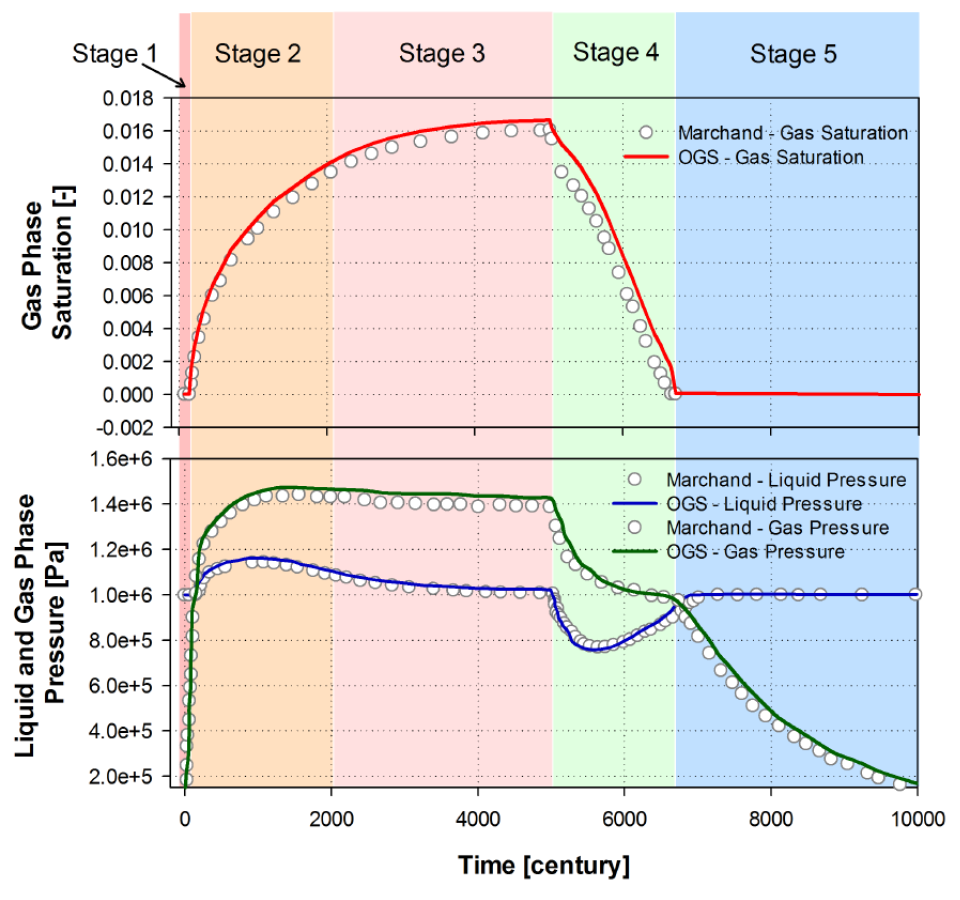 Stage 1
Stage 2
Stage 3
Stage 4
Stage 5
0.018
0.016
0.014
0.012
0.010
0.008
0.006
0.004
0.002
0.000
-0.002
Gas Phase
Saturation [-]
Marchand - Gas Saturation
OGS - Gas Saturation
1.6e+6
1.4e+6
1.2e+6
1.0e+6
8.0e+5
6.0e+5
4.0e+5
2.0e+5
Liquid and Gas Phase
Pressure [Pa]
Marchand - Liquid Pressure
OGS - Liquid Pressure
Marchand - Gas Pressure
OGS - Gas Pressure
0 2000 4000 6000 8000 10000
Time [century]